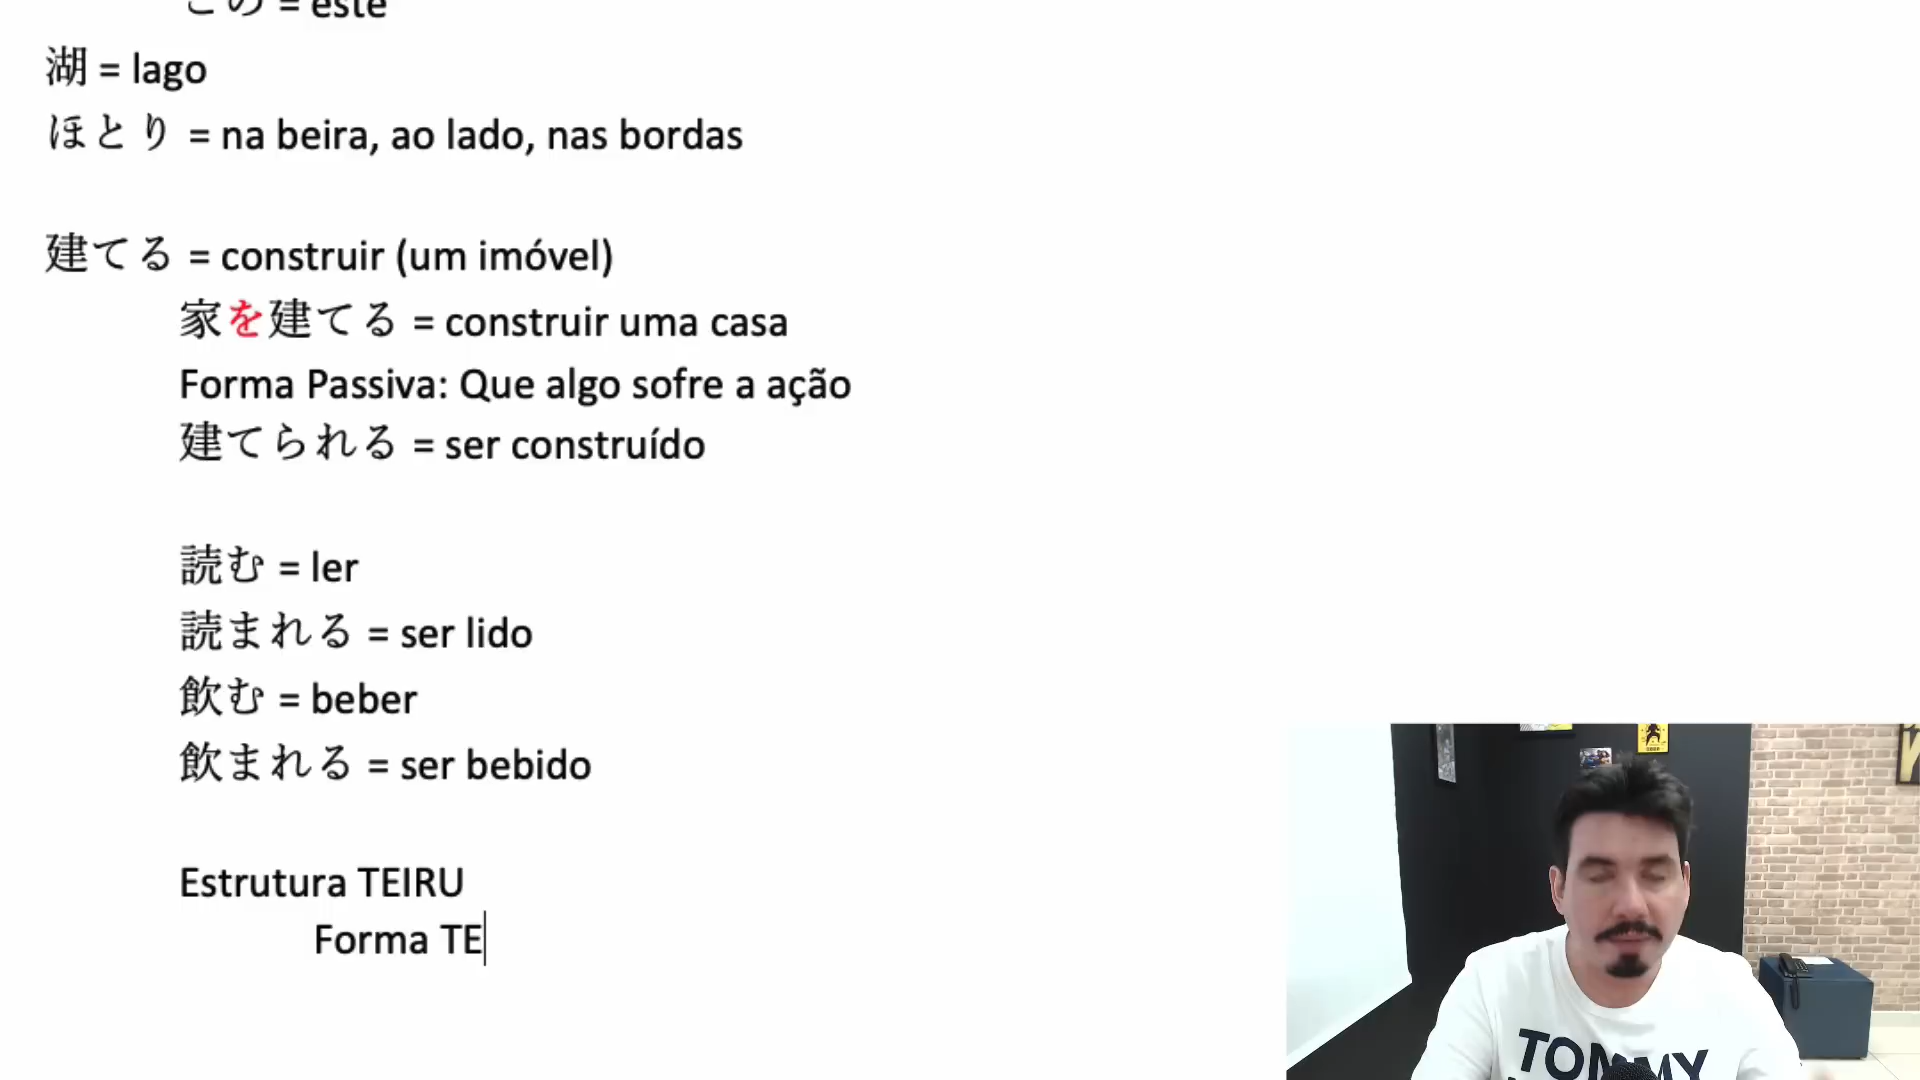 この = este
湖 = lago
ほとり = na beira, ao lado, nas bordas
建てる = construir (um imóvel)
家を建てる = construir uma casa
Forma Passiva: Que algo sofre a ação
建てられる = ser construído
読む = ler
読まれる = ser lido
飲む = beber
飲まれる = ser bebido
Estrutura TEIRU
Forma TE
TOMMY